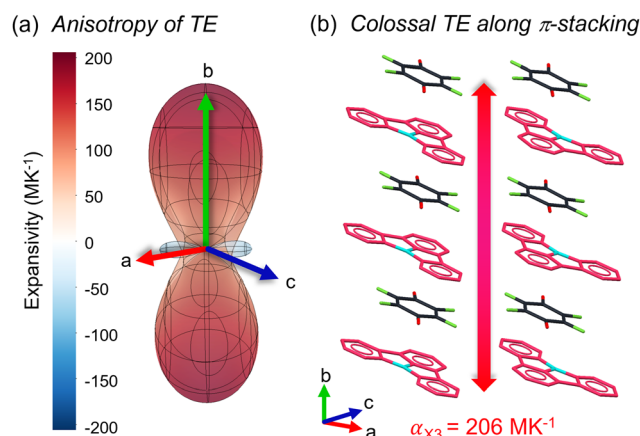 (a) Anisotropy of TE
(b) Colossal TE along π-stacking
Expansivity (MK⁻¹)
200
150
100
50
0
-50
-100
-150
-200
b
a
c
b
c
a
α_X3 = 206 MK⁻¹